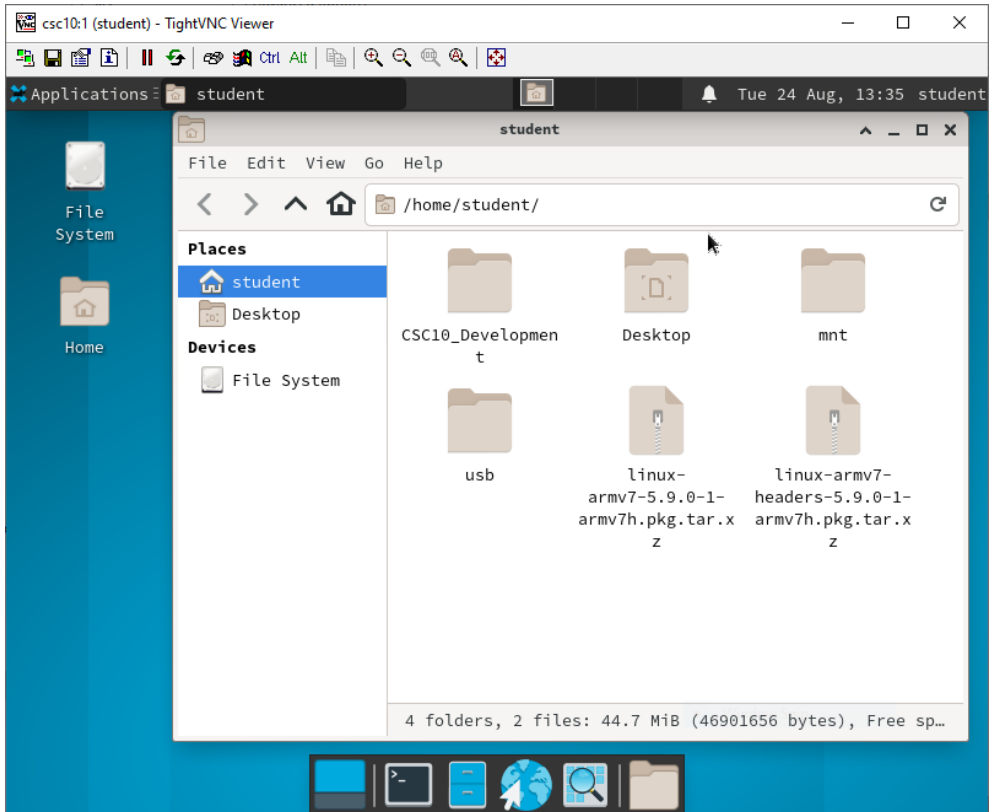 csc10:1 (student) - TightVNC Viewer
Ctrl Alt
Applications student Tue 24 Aug, 13:35 student
student
File Edit View Go Help
/home/student/
File
System
Home
Places
student
Desktop
Devices
File System
CSC10_Developmen
t
Desktop
mnt
usb
linux-
armv7-5.9.0-1-
armv7h.pkg.tar.x
z
linux-armv7-
headers-5.9.0-1-
armv7h.pkg.tar.x
z
4 folders, 2 files: 44.7 MiB (46901656 bytes), Free sp…